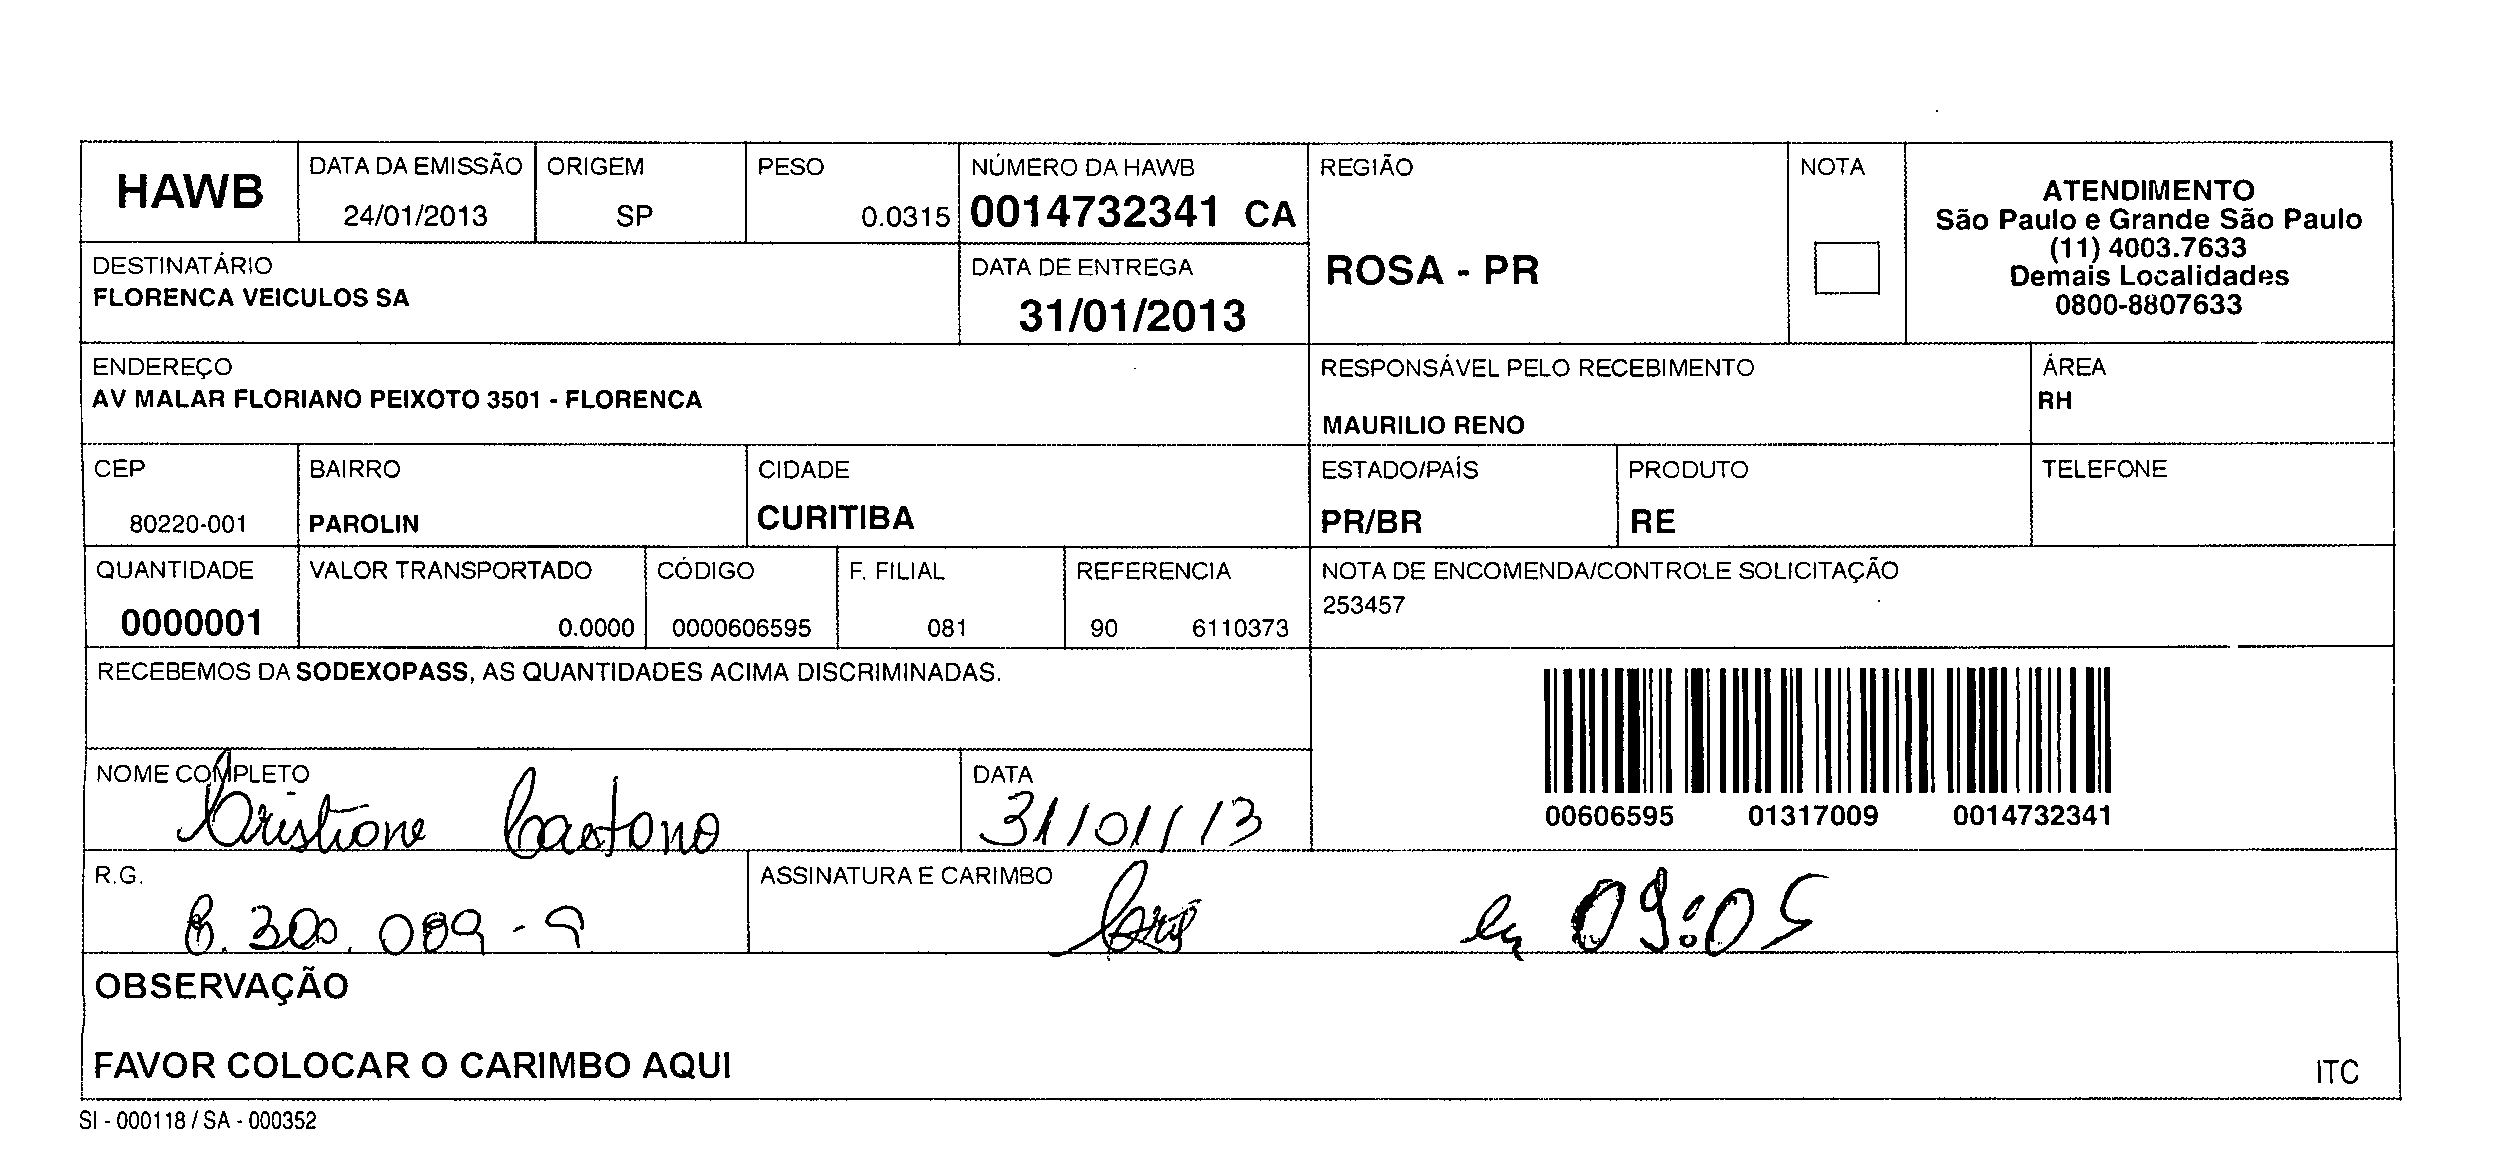 HAWB
DATA DA EMISSÃO
24/01/2013
ORIGEM
SP
PESO
0.0315
NÚMERO DA HAWB
0014732341 CA
REGIÃO
ROSA - PR
NOTA
ATENDIMENTO
São Paulo e Grande São Paulo
(11) 4003.7633
Demais Localidades
0800-8807633
DESTINATÁRIO
FLORENCA VEICULOS SA
DATA DE ENTREGA
31/01/2013
ENDEREÇO
AV MALAR FLORIANO PEIXOTO 3501 - FLORENCA
RESPONSÁVEL PELO RECEBIMENTO
MAURILIO RENO
ÁREA
RH
CEP
80220-001
BAIRRO
PAROLIN
CIDADE
CURITIBA
ESTADO/PAÍS
PR/BR
PRODUTO
RE
TELEFONE
QUANTIDADE
0000001
VALOR TRANSPORTADO
0.0000
CÓDIGO
0000606595
F. FILIAL
081
REFERENCIA
90 6110373
NOTA DE ENCOMENDA/CONTROLE SOLICITAÇÃO
253457
RECEBEMOS DA SODEXOPASS, AS QUANTIDADES ACIMA DISCRIMINADAS.
00606595 01317009 0014732341
NOME COMPLETO
Cristiane Caetano
DATA
31/01/13
R.G.
8.300.089-9
ASSINATURA E CARIMBO
09:05
OBSERVAÇÃO
FAVOR COLOCAR O CARIMBO AQUI
ITC
SI - 000118 / SA - 000352